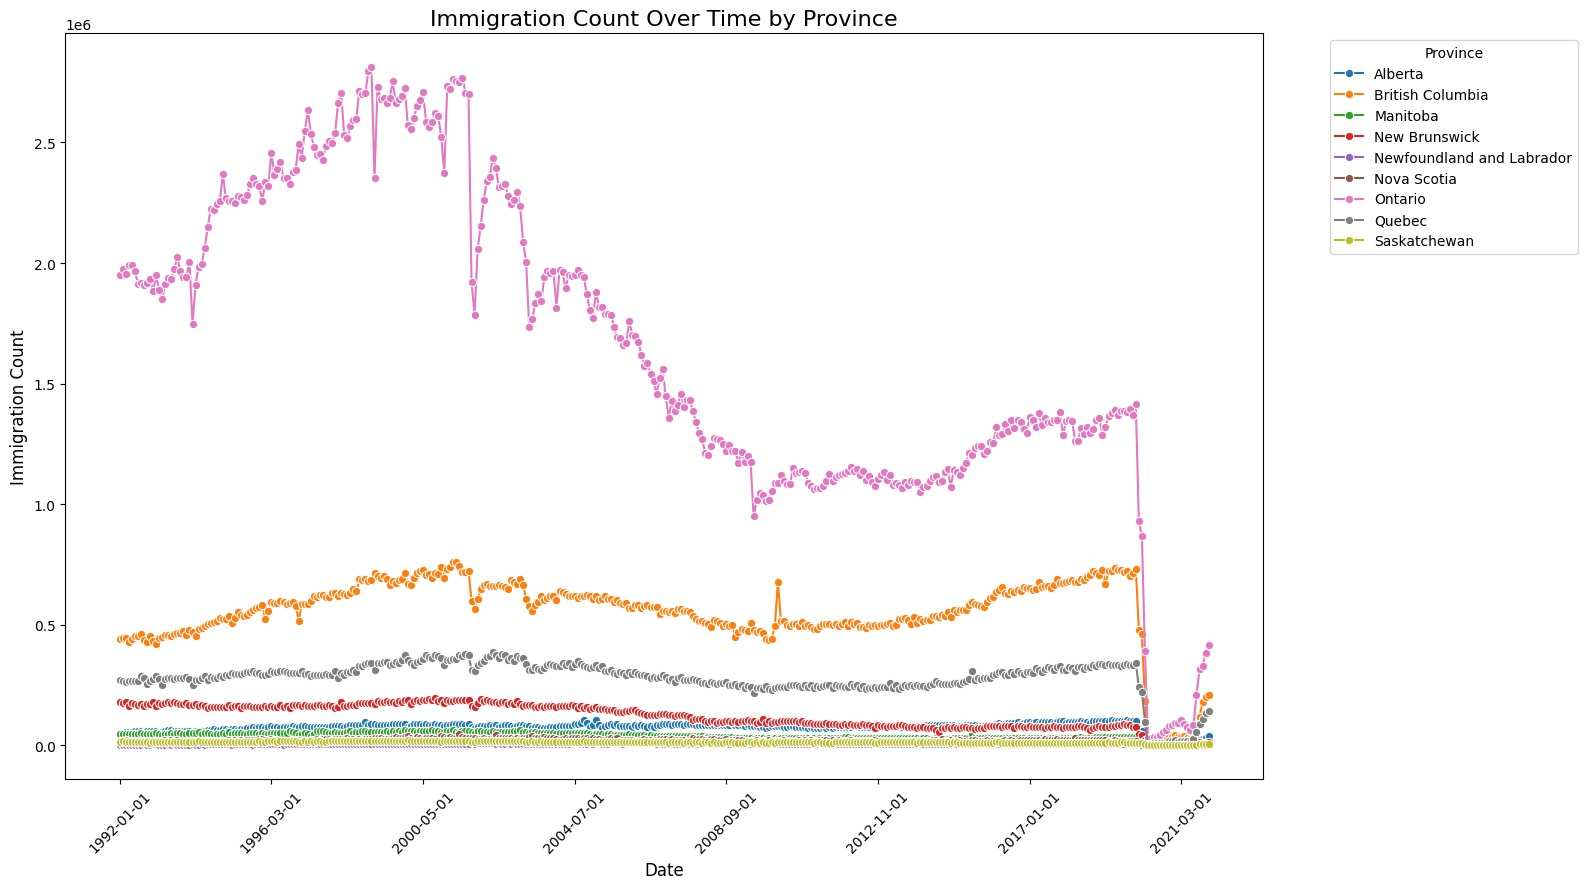 Immigration Count Over Time by Province
1e6
2.5
2.0
1.5
1.0
0.5
0.0
Immigration Count
1992-01-01
1996-03-01
2000-05-01
2004-07-01
2008-09-01
2012-11-01
2017-01-01
2021-03-01
Date
Province
Alberta
British Columbia
Manitoba
New Brunswick
Newfoundland and Labrador
Nova Scotia
Ontario
Quebec
Saskatchewan